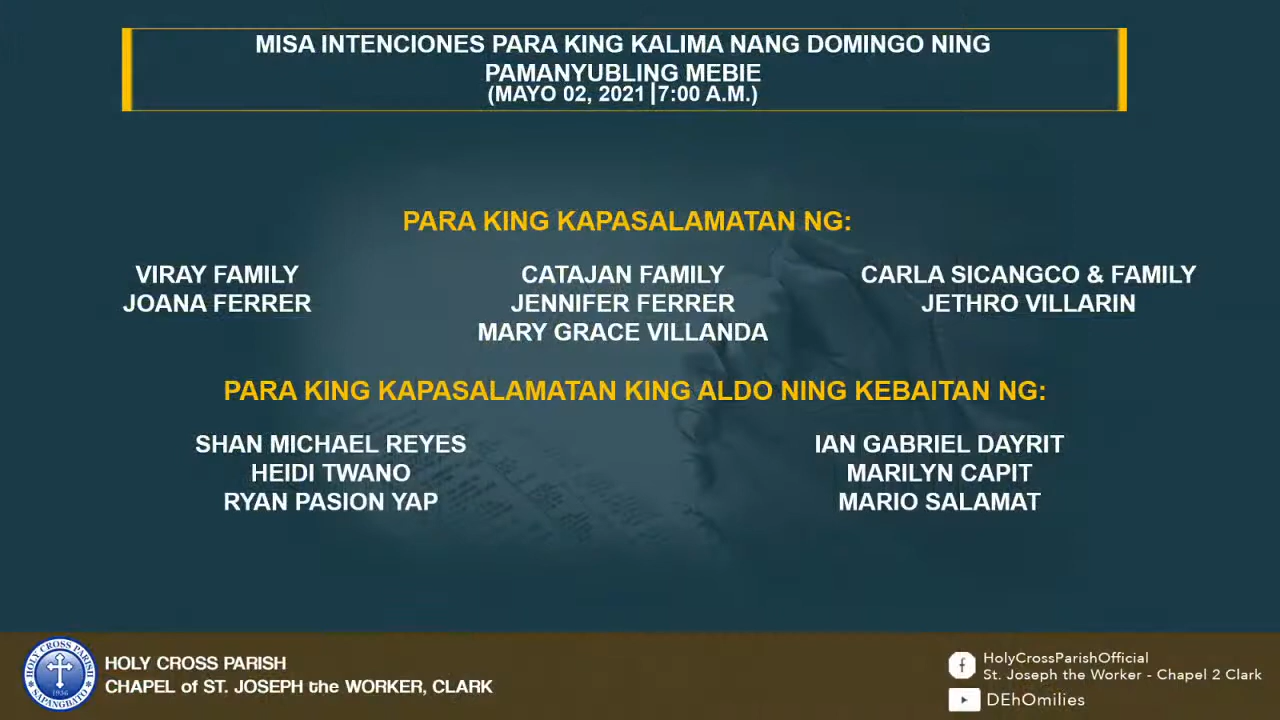 MISA INTENCIONES PARA KING KALIMA NANG DOMINGO NING
PAMANYUBLING MEBIE
(MAYO 02, 2021|7:00 A.M.)
PARA KING KAPASALAMATAN NG:
VIRAY FAMILY
JOANA FERRER
CATAJAN FAMILY
JENNIFER FERRER
MARY GRACE VILLANDA
CARLA SICANGCO & FAMILY
JETHRO VILLARIN
PARA KING KAPASALAMATAN KING ALDO NING KEBAITAN NG:
SHAN MICHAEL REYES
HEIDI TWANO
RYAN PASION YAP
IAN GABRIEL DAYRIT
MARILYN CAPIT
MARIO SALAMAT
HOLY CROSS PARISH
SAPANGBATO
HOLY CROSS PARISH
CHAPEL of ST. JOSEPH the WORKER, CLARK
HolyCrossParishOfficial
St. Joseph the Worker - Chapel 2 Clark
DEhOmilies